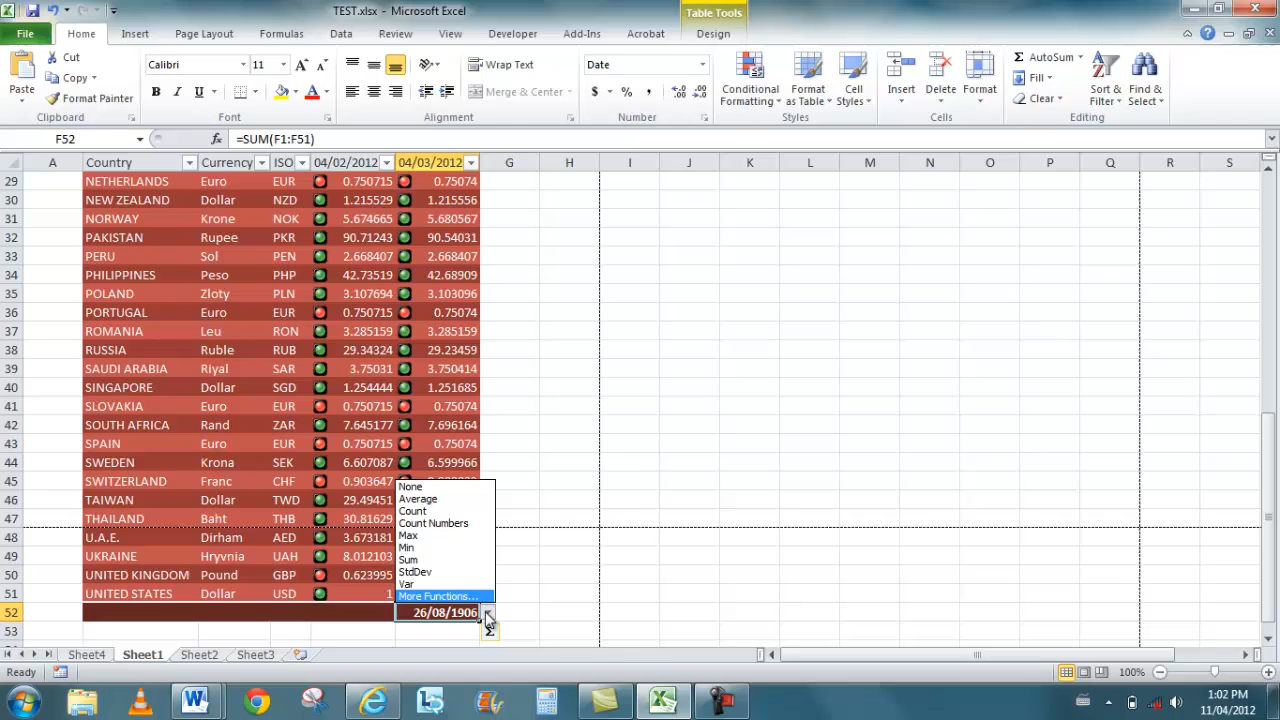 TEST.xlsx - Microsoft Excel
Table Tools
File Home Insert Page Layout Formulas Data Review View Developer Add-Ins Acrobat Design
Cut
Copy
Format Painter
Paste
Clipboard
Calibri 11
B I U
Font
Wrap Text
Merge & Center
Alignment
Date
$ % ,
Number
Conditional Formatting
Format as Table
Cell Styles
Styles
Insert
Delete
Format
Cells
Σ AutoSum
Fill
Clear
Sort & Filter
Find & Select
Editing
F52 fx =SUM(F1:F51)
A Country Currency ISO 04/02/2012 04/03/2012 G H I J K L M N O P Q R S
29 NETHERLANDS Euro EUR 0.750715 0.75074
30 NEW ZEALAND Dollar NZD 1.215529 1.215556
31 NORWAY Krone NOK 5.674665 5.680567
32 PAKISTAN Rupee PKR 90.71243 90.54031
33 PERU Sol PEN 2.668407 2.668407
34 PHILIPPINES Peso PHP 42.73519 42.68909
35 POLAND Zloty PLN 3.107694 3.103096
36 PORTUGAL Euro EUR 0.750715 0.75074
37 ROMANIA Leu RON 3.285159 3.285159
38 RUSSIA Ruble RUB 29.34324 29.23459
39 SAUDI ARABIA Riyal SAR 3.75031 3.750414
40 SINGAPORE Dollar SGD 1.254444 1.251685
41 SLOVAKIA Euro EUR 0.750715 0.75074
42 SOUTH AFRICA Rand ZAR 7.645177 7.696164
43 SPAIN Euro EUR 0.750715 0.75074
44 SWEDEN Krona SEK 6.607087 6.599966
45 SWITZERLAND Franc CHF 0.903647
46 TAIWAN Dollar TWD 29.49451
47 THAILAND Baht THB 30.81629
48 U.A.E. Dirham AED 3.673181
49 UKRAINE Hryvnia UAH 8.012103
50 UNITED KINGDOM Pound GBP 0.623995
51 UNITED STATES Dollar USD 1
52 26/08/1906
53
None
Average
Count
Count Numbers
Max
Min
Sum
StdDev
Var
More Functions...
Sheet4 Sheet1 Sheet2 Sheet3
Ready 100%
1:02 PM
11/04/2012